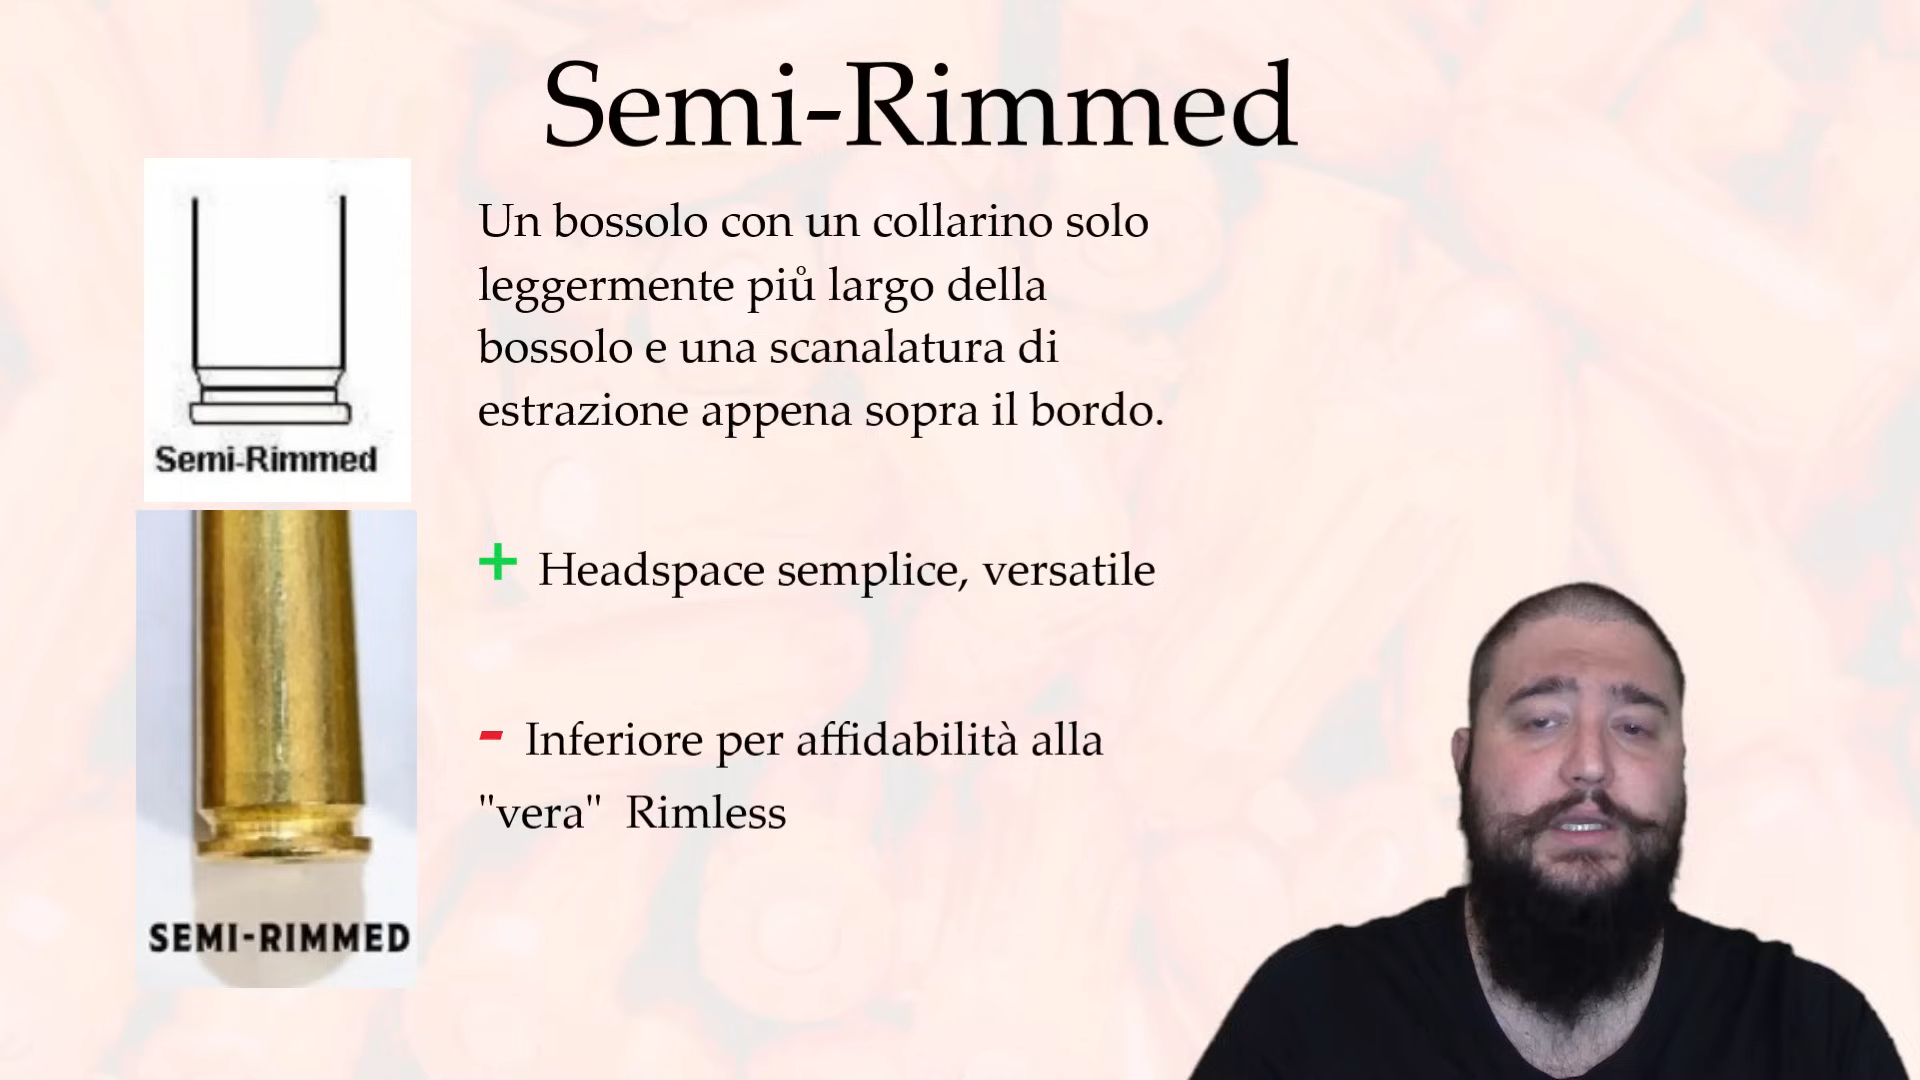 Semi-Rimmed
Un bossolo con un collarino solo
leggermente più largo della
bossolo e una scanalatura di
estrazione appena sopra il bordo.
Semi-Rimmed
+ Headspace semplice, versatile
- Inferiore per affidabilità alla
"vera" Rimless
SEMI-RIMMED